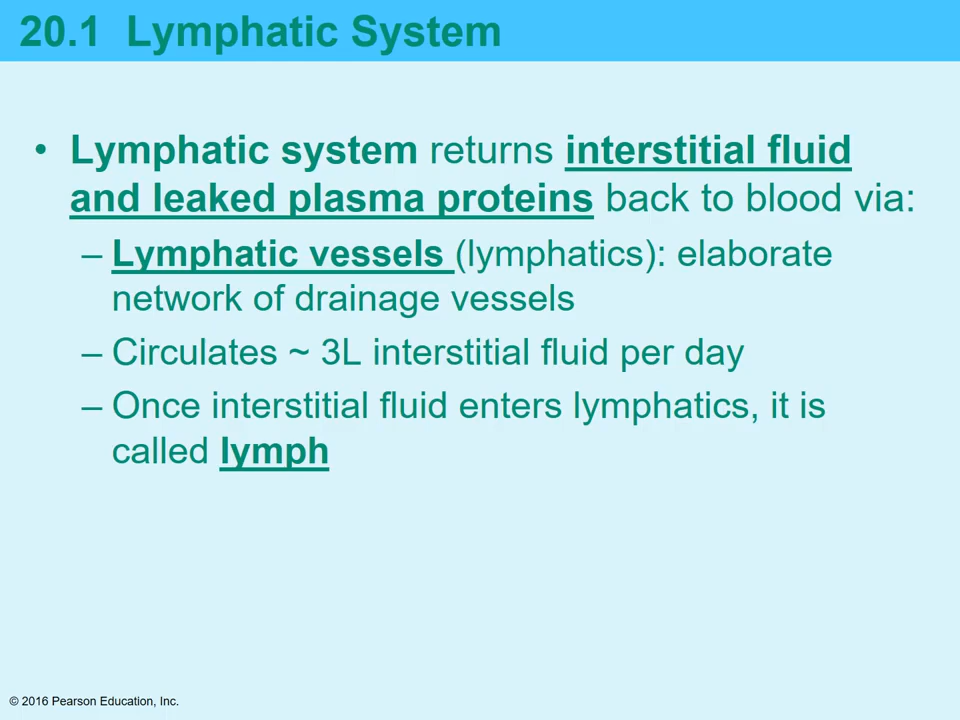 20.1 Lymphatic System
• Lymphatic system returns interstitial fluid
and leaked plasma proteins back to blood via:
– Lymphatic vessels (lymphatics): elaborate
network of drainage vessels
– Circulates ~ 3L interstitial fluid per day
– Once interstitial fluid enters lymphatics, it is
called lymph
© 2016 Pearson Education, Inc.